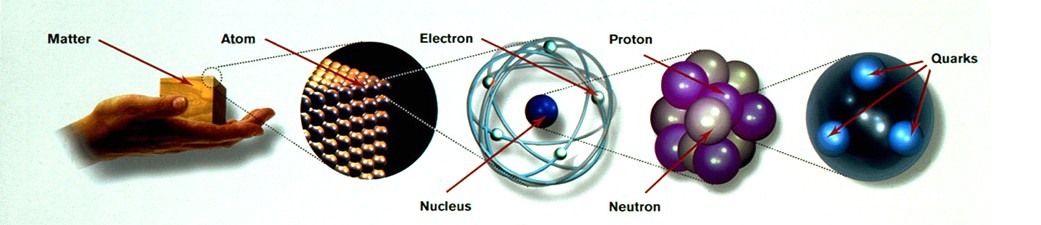 Matter
Atom
Electron
Proton
Quarks
Nucleus
Neutron